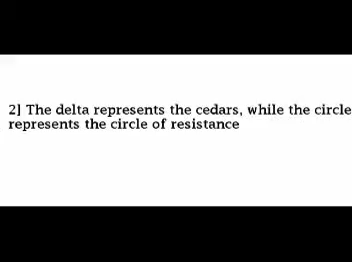 2] The delta represents the cedars, while the circle
represents the circle of resistance